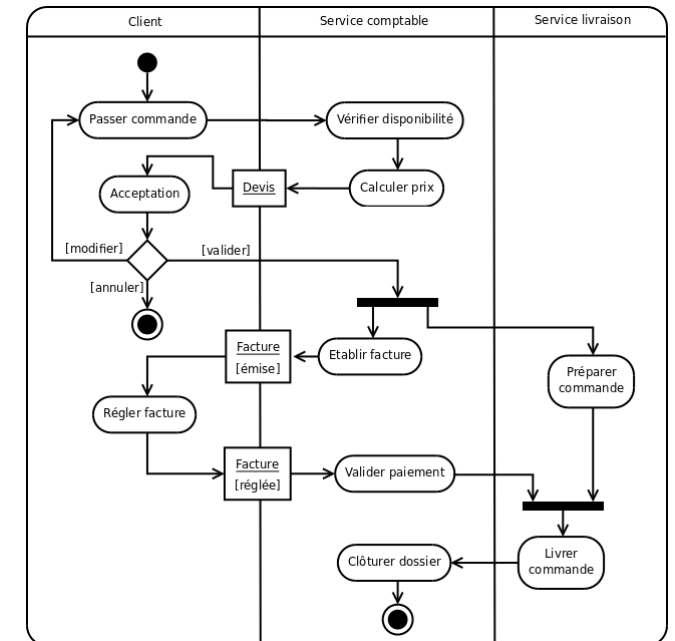 Client
Service comptable
Service livraison
Passer commande
Vérifier disponibilité
Acceptation
Devis
Calculer prix
[modifier]
[valider]
[annuler]
Facture
[émise]
Etablir facture
Préparer
commande
Régler facture
Facture
[réglée]
Valider paiement
Livrer
commande
Clôturer dossier